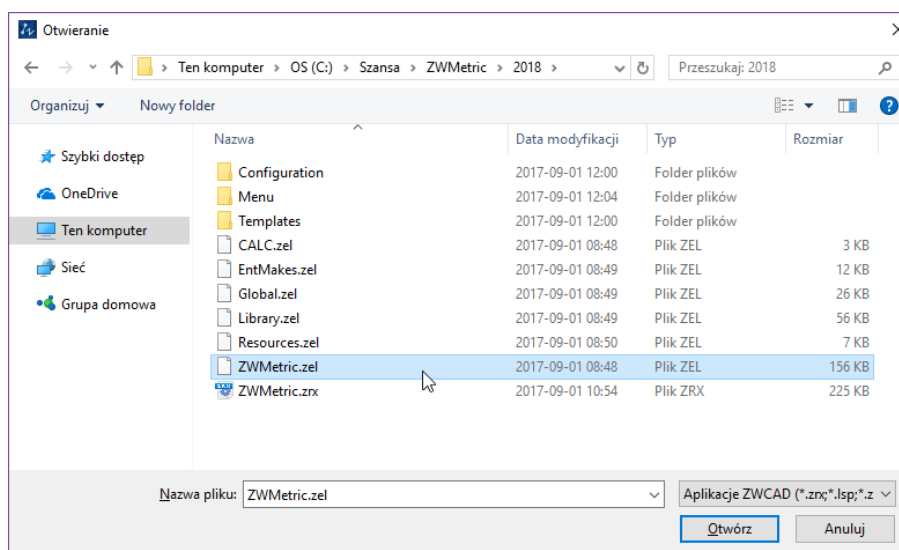 Otwieranie
Ten komputer > OS (C:) > Szansa > ZWMetric > 2018 > Przeszukaj: 2018
Organizuj Nowy folder
Nazwa Data modyfikacji Typ Rozmiar
Szybki dostęp
OneDrive
Ten komputer
Sieć
Grupa domowa
Configuration 2017-09-01 12:00 Folder plików
Menu 2017-09-01 12:04 Folder plików
Templates 2017-09-01 12:00 Folder plików
CALC.zel 2017-09-01 08:48 Plik ZEL 3 KB
EntMakes.zel 2017-09-01 08:49 Plik ZEL 12 KB
Global.zel 2017-09-01 08:49 Plik ZEL 26 KB
Library.zel 2017-09-01 08:49 Plik ZEL 56 KB
Resources.zel 2017-09-01 08:50 Plik ZEL 7 KB
ZWMetric.zel 2017-09-01 08:48 Plik ZEL 156 KB
ZWMetric.zrx 2017-09-01 10:54 Plik ZRX 225 KB
Nazwa pliku: ZWMetric.zel Aplikacje ZWCAD (*.zrx;*.lsp;*.z
Otwórz Anuluj